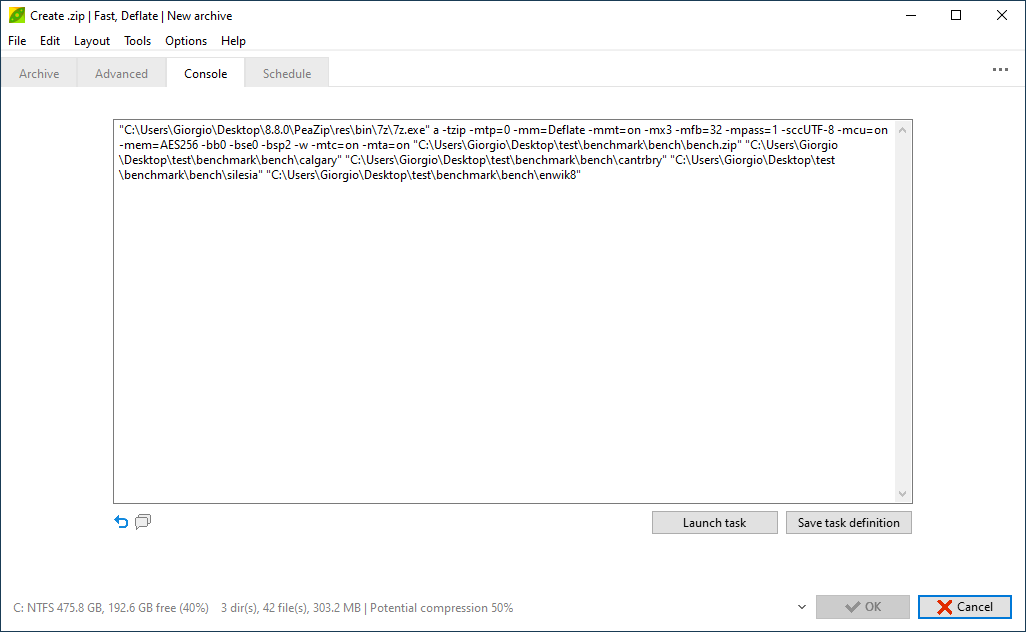 Create .zip | Fast, Deflate | New archive
File Edit Layout Tools Options Help
Archive Advanced Console Schedule
"C:\Users\Giorgio\Desktop\8.8.0\PeaZip\res\bin\7z\7z.exe" a -tzip -mtp=0 -mm=Deflate -mmt=on -mx3 -mfb=32 -mpass=1 -sccUTF-8 -mcu=on
-mem=AES256 -bb0 -bse0 -bsp2 -w -mtc=on -mta=on "C:\Users\Giorgio\Desktop\test\benchmark\bench\bench.zip" "C:\Users\Giorgio
\Desktop\test\benchmark\bench\calgary" "C:\Users\Giorgio\Desktop\test\benchmark\bench\cantrbry" "C:\Users\Giorgio\Desktop\test
\benchmark\bench\silesia" "C:\Users\Giorgio\Desktop\test\benchmark\bench\enwik8"
Launch task Save task definition
C: NTFS 475.8 GB, 192.6 GB free (40%) 3 dir(s), 42 file(s), 303.2 MB | Potential compression 50% OK Cancel